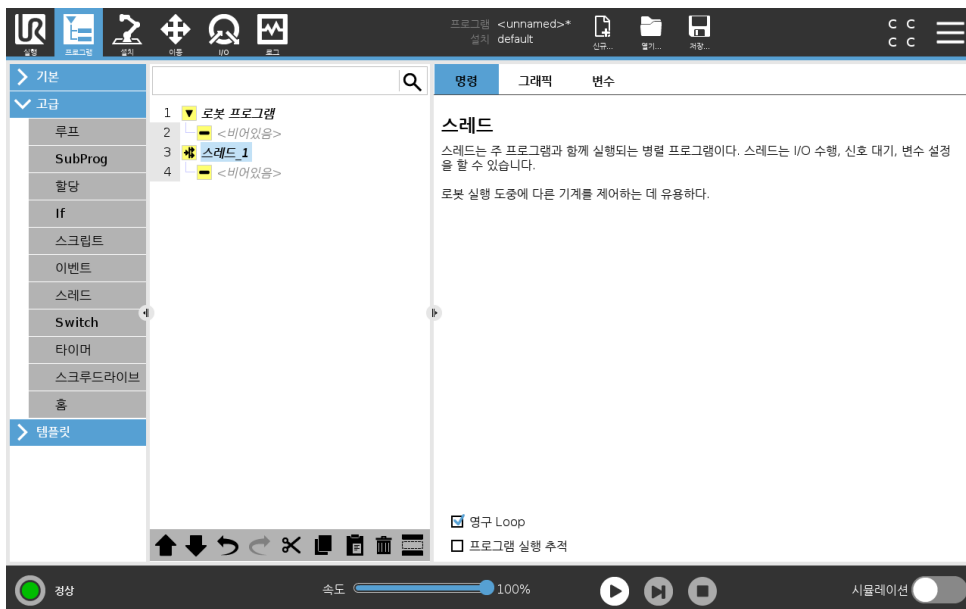 UR
프로그램 <unnamed>*
설치 default
실행
프로그램
설치
이동
I/O
로그
신규...
열기...
저장...
C C
C C
기본
고급
루프
SubProg
할당
If
스크립트
이벤트
스레드
Switch
타이머
스크루드라이브
홈
템플릿
1 로봇 프로그램
2 <비어있음>
3 스레드_1
4 <비어있음>
명령 그래픽 변수
스레드
스레드는 주 프로그램과 함께 실행되는 병렬 프로그램이다. 스레드는 I/O 수행, 신호 대기, 변수 설정
을 할 수 있습니다.
로봇 실행 도중에 다른 기계를 제어하는 데 유용하다.
영구 Loop
프로그램 실행 추적
정상
속도 100%
시뮬레이션